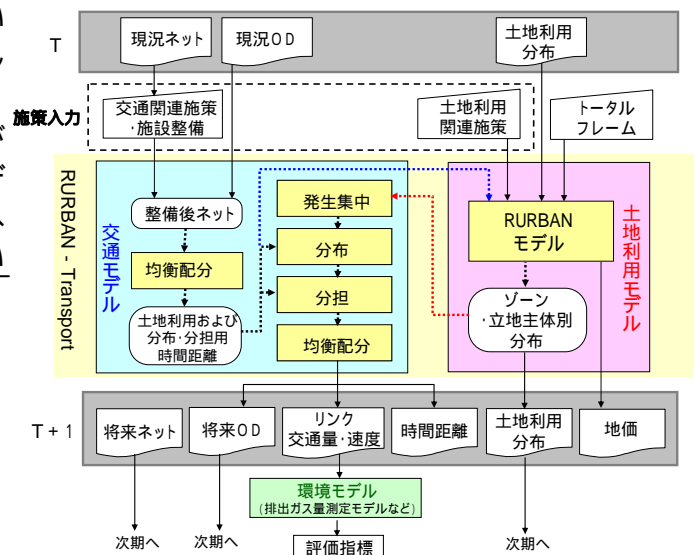 T
現況ネット
現況OD
土地利用
分布
施策入力
交通関連施策
・施設整備
土地利用
関連施策
トータル
フレーム
RURBAN - Transport
交通モデル
整備後ネット
均衡配分
土地利用および
分布・分担用
時間距離
発生集中
分布
分担
均衡配分
RURBAN
モデル
ゾーン
・立地主体別
分布
土地利用モデル
T+1
将来ネット
将来OD
リンク
交通量・速度
時間距離
土地利用
分布
地価
環境モデル
(排出ガス量測定モデルなど)
次期へ
次期へ
評価指標
次期へ